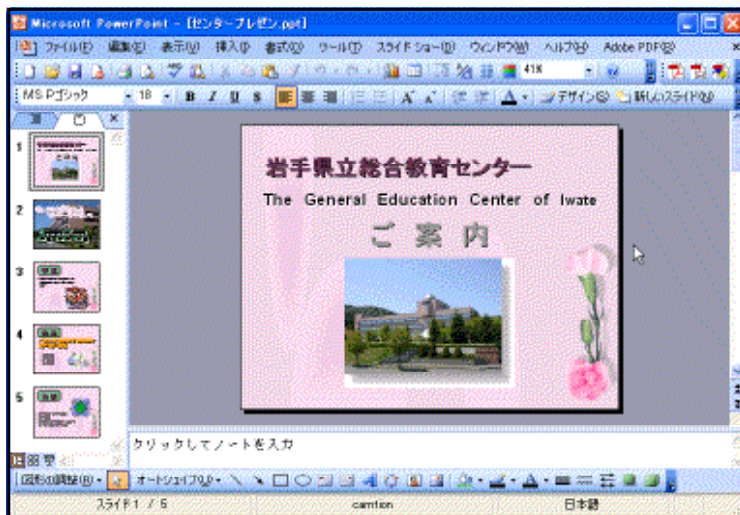 Microsoft PowerPoint - [センタープレゼン.ppt]
ファイル(F) 編集(E) 表示(V) 挿入(I) 書式(O) ツール(T) スライド ショー(D) ウィンドウ(W) ヘルプ(H) Adobe PDF(B)
41%
MS Pゴシック 18 B I U S デザイン(S) 新しいスライド(N)
1
岩手県立総合教育センター
The General Education Center of Iwate
ご案内
2
3
4
5
クリックしてノートを入力
図形の調整(R) オートシェイプ(U)
スライド 1 / 6 carntion 日本語